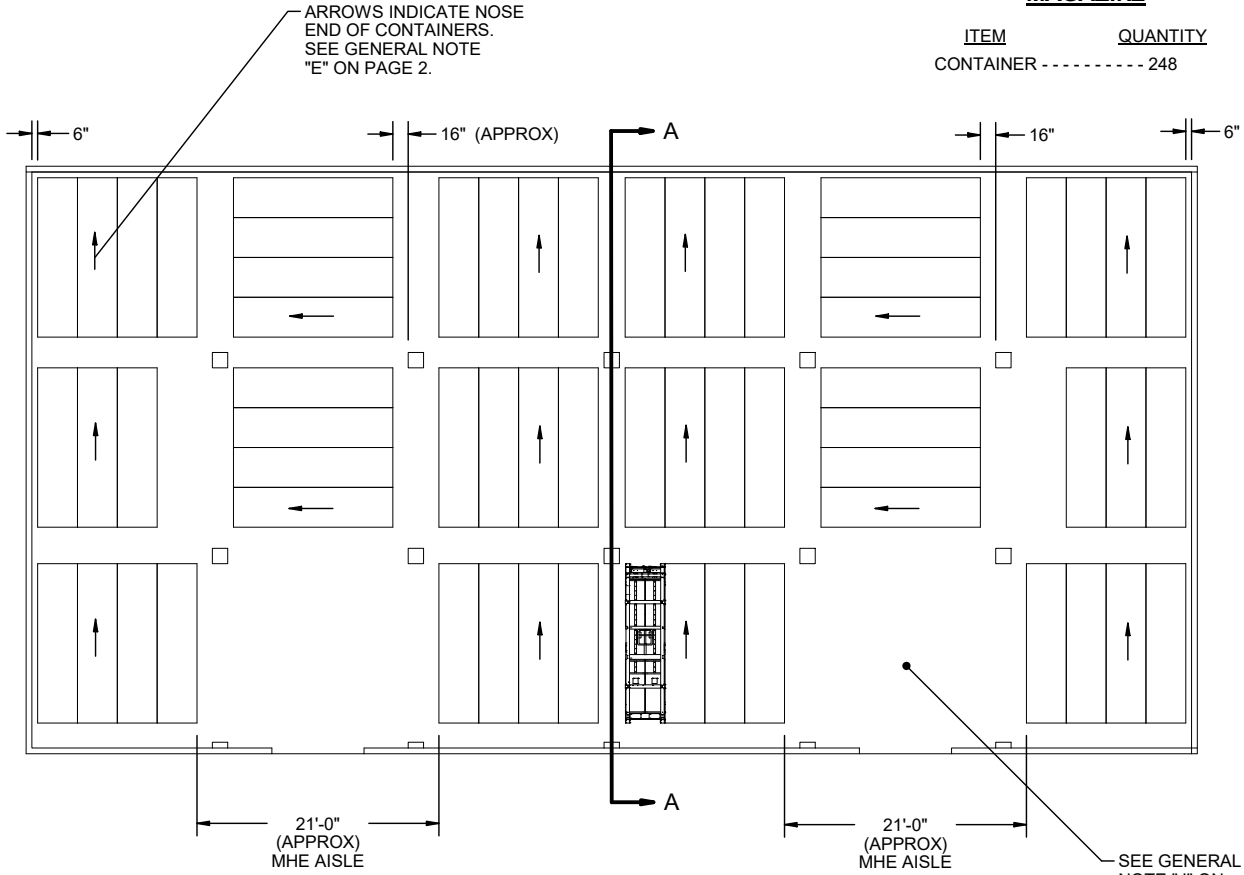 ARROWS INDICATE NOSE
END OF CONTAINERS.
SEE GENERAL NOTE
"E" ON PAGE 2.
ITEM QUANTITY
CONTAINER - - - - - - - - - - 248
6" 16" (APPROX) A 16" 6"
A
21'-0"
(APPROX)
MHE AISLE
21'-0"
(APPROX)
MHE AISLE
SEE GENERAL